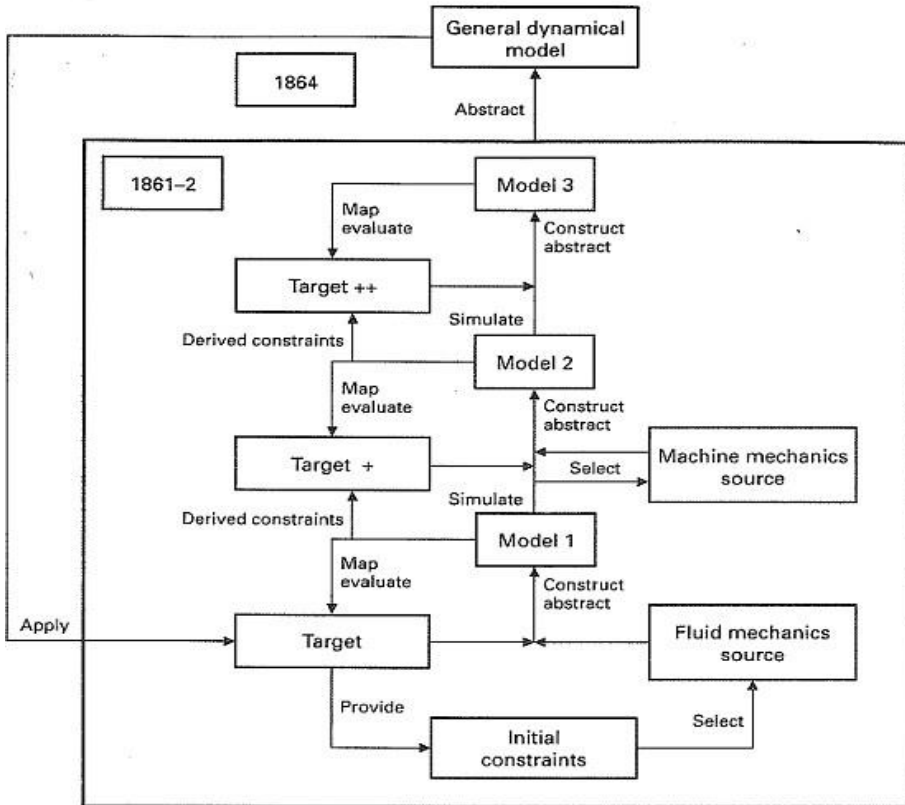 General dynamical
model
1864
Abstract
1861–2
Model 3
Map
evaluate
Construct
abstract
Target ++
Simulate
Derived constraints
Model 2
Map
evaluate
Construct
abstract
Target +
Machine mechanics
source
Select
Simulate
Derived constraints
Model 1
Map
evaluate
Construct
abstract
Apply
Target
Fluid mechanics
source
Provide
Select
Initial
constraints